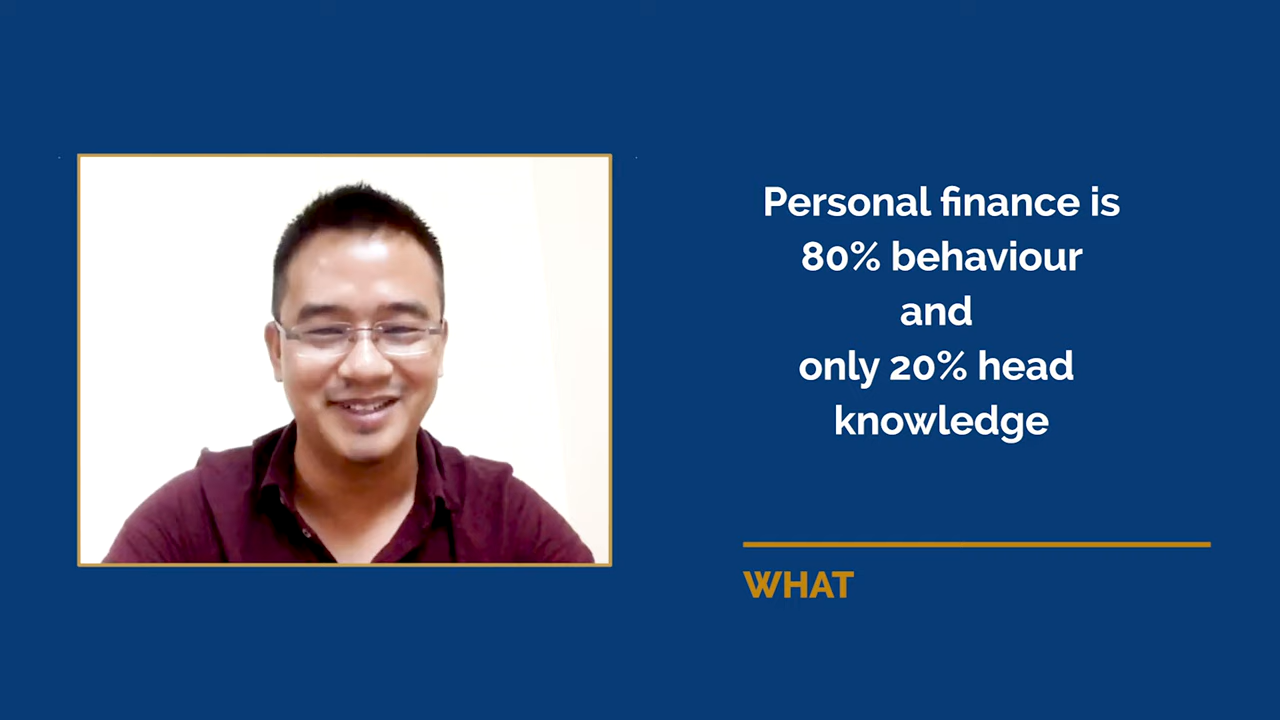 Personal finance is
80% behaviour
and
only 20% head
knowledge
WHAT